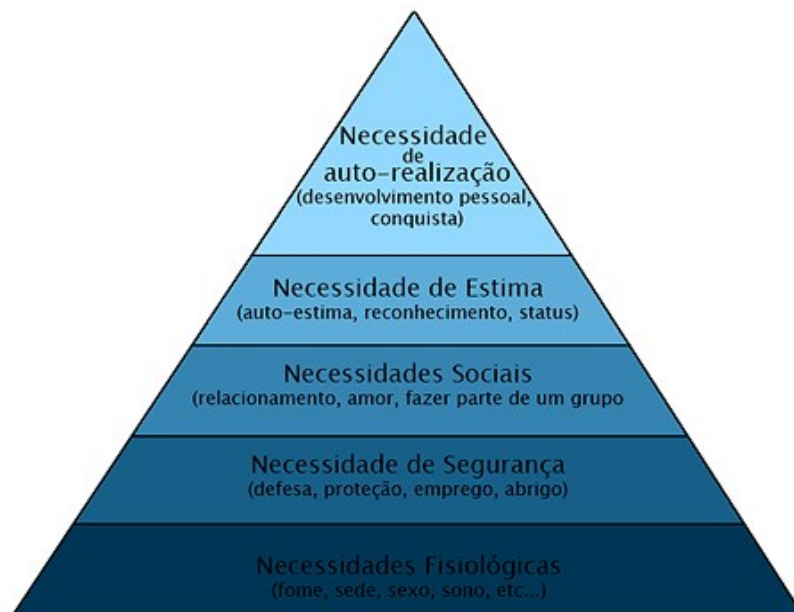 Necessidade
de
auto-realização
(desenvolvimento pessoal,
conquista)
Necessidade de Estima
(auto-estima, reconhecimento, status)
Necessidades Sociais
(relacionamento, amor, fazer parte de um grupo
Necessidade de Segurança
(defesa, proteção, emprego, abrigo)
Necessidades Fisiológicas
(fome, sede, sexo, sono, etc...)